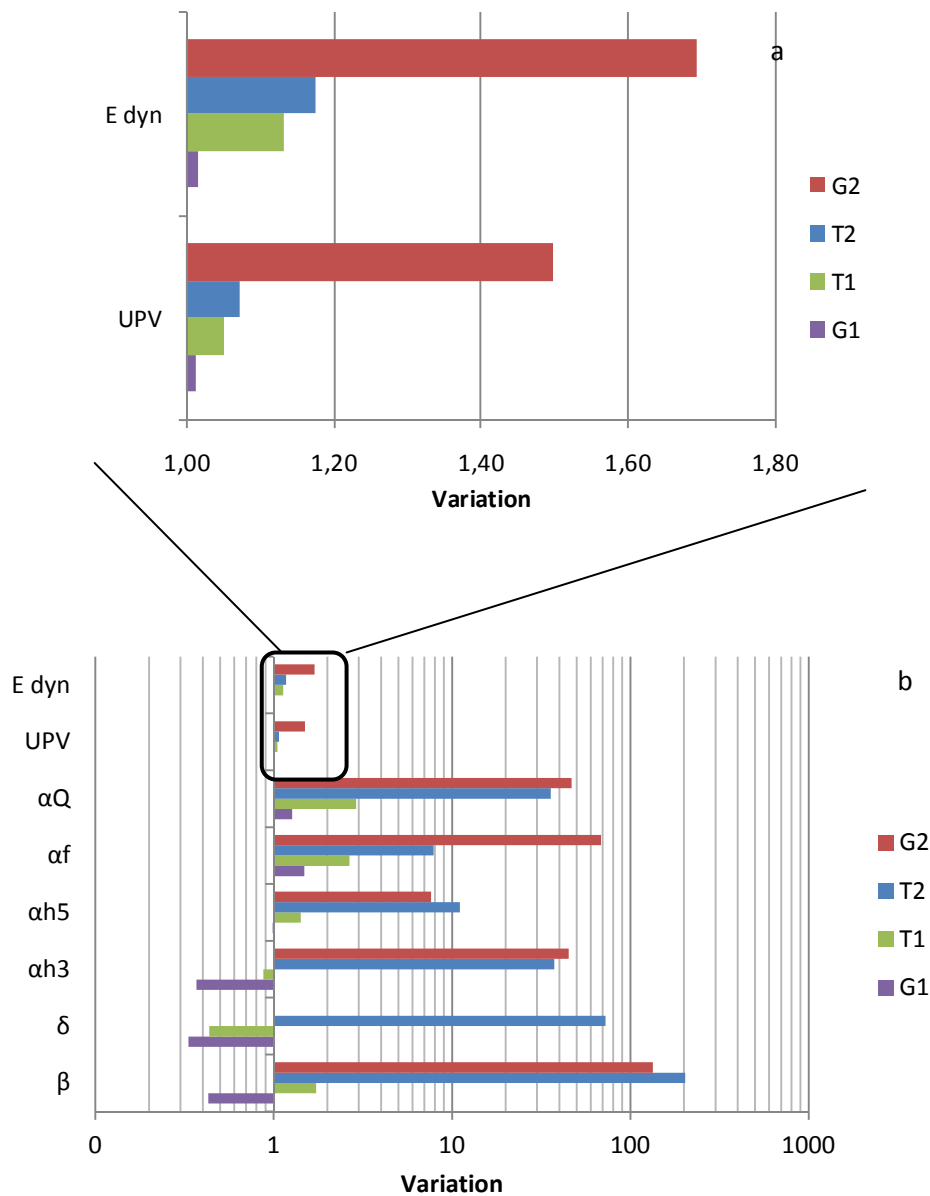 a
E dyn
UPV
G2
T2
T1
G1
1,00 1,20 1,40 1,60 1,80
Variation
b
E dyn
UPV
αQ
αf
αh5
αh3
δ
β
G2
T2
T1
G1
0 1 10 100 1000
Variation